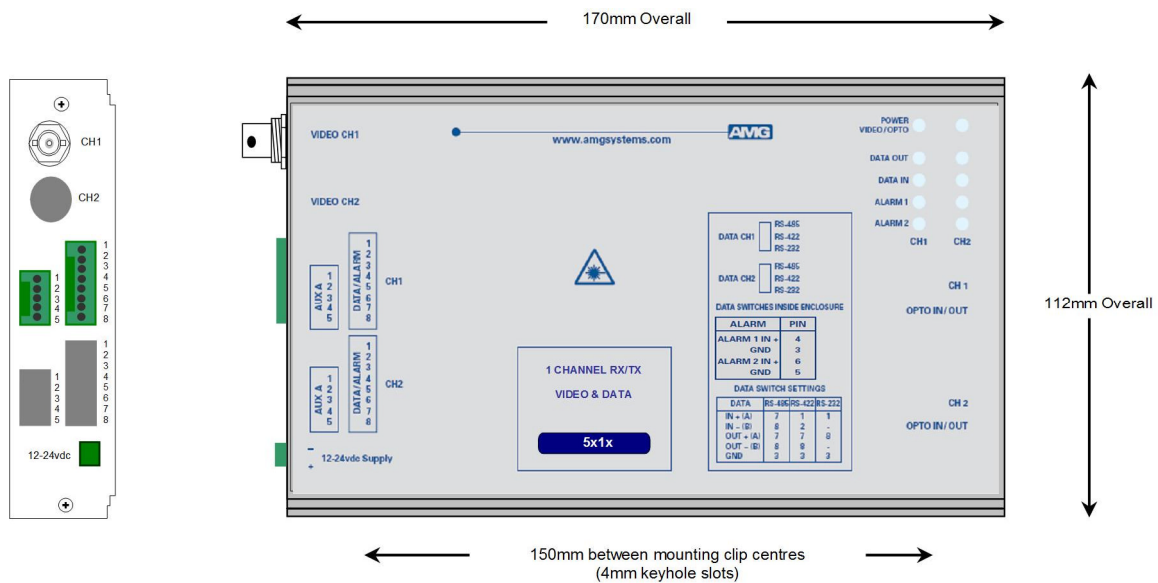 170mm Overall
CH1
CH2
1
2
3
4
5
6
7
8
1
2
3
4
5
1
2
3
4
5
6
7
8
1
2
3
4
5
12-24vdc
VIDEO CH1
www.amgsystems.com
AMG
VIDEO CH2
POWER
VIDEO/OPTO
DATA OUT
DATA IN
ALARM 1
ALARM 2
CH1 CH2
CH 1
OPTO IN/OUT
CH 2
OPTO IN/OUT
AUX A
1
2
3
4
5
DATA/ALARM
1
2
3
4
5
6
7
8
CH1
AUX A
1
2
3
4
5
DATA/ALARM
1
2
3
4
5
6
7
8
CH2
–
+
12-24vdc Supply
1 CHANNEL RX/TX
VIDEO & DATA
5x1x
DATA CH1
RS-485
RS-422
RS-232
DATA CH2
RS-485
RS-422
RS-232
DATA SWITCHES INSIDE ENCLOSURE
ALARM PIN
ALARM 1 IN + 4
GND 3
ALARM 2 IN + 6
GND 5
DATA SWITCH SETTINGS
DATA RS-485 RS-422 RS-232
IN + (A) 7 1 1
IN – (B) 8 2 -
OUT + (A) 7 7 8
OUT – (B) 8 8 -
GND 3 3 3
112mm Overall
150mm between mounting clip centres
(4mm keyhole slots)